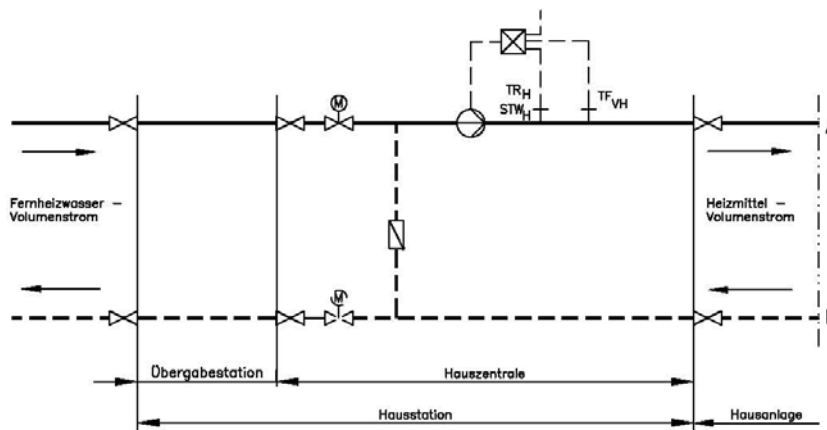 TR H
STW H
TF VH
M
Fernheizwasser –
Volumenstrom
Heizmittel –
Volumenstrom
M
Übergabestation
Hauszentrale
Hausstation
Hausanlage